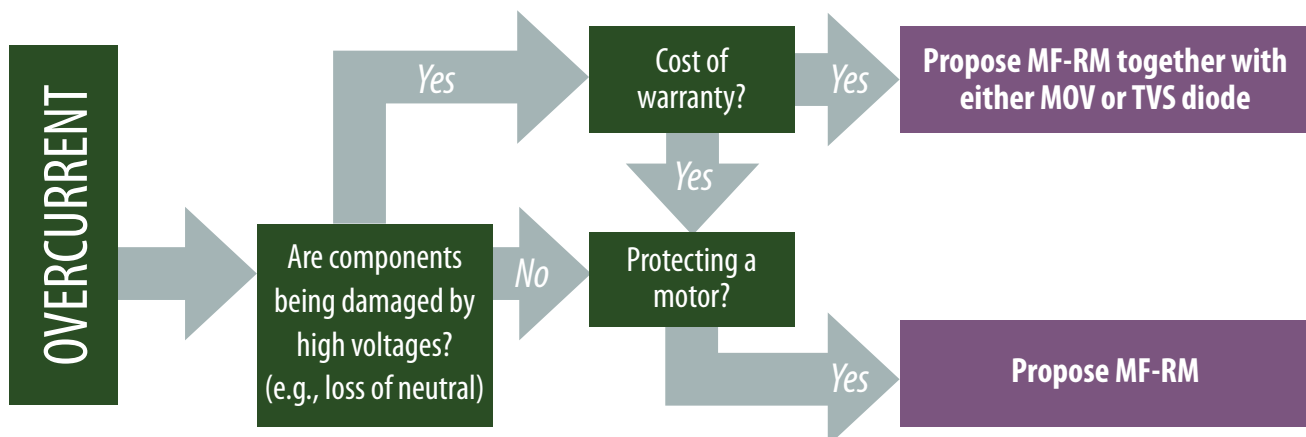 OVERCURRENT
Are components
being damaged by
high voltages?
(e.g., loss of neutral)
Yes
No
Cost of
warranty?
Yes
Yes
Propose MF-RM together with
either MOV or TVS diode
Protecting a
motor?
Yes
Propose MF-RM